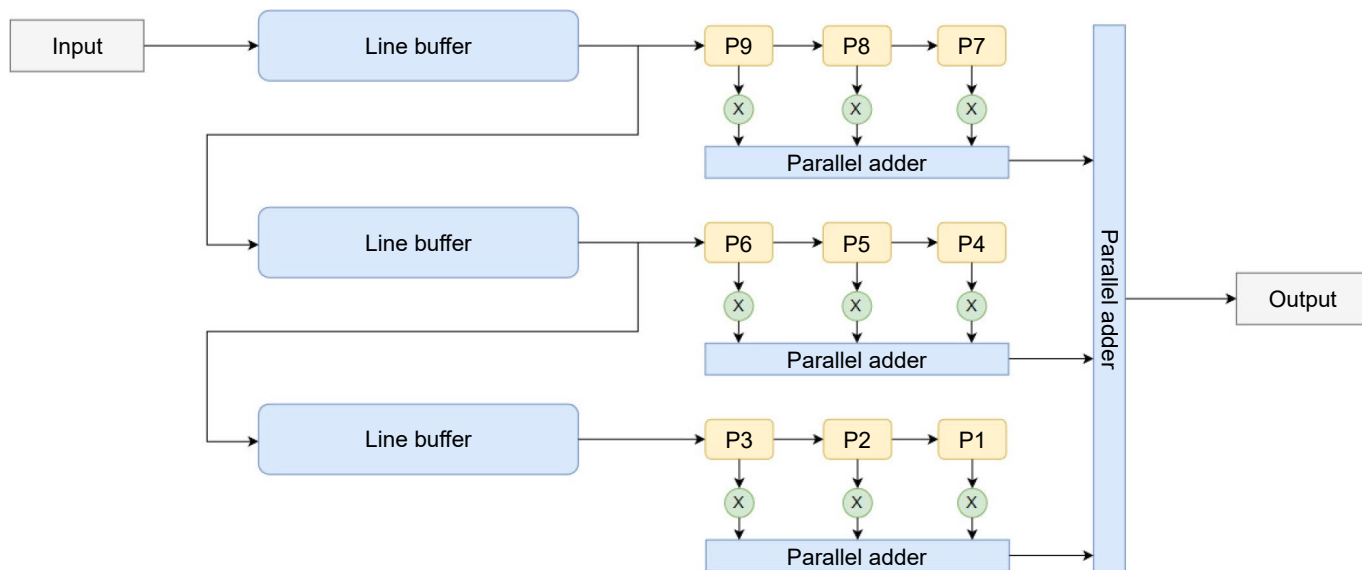 Input
Line buffer
P9
P8
P7
X
X
X
Parallel adder
Line buffer
P6
P5
P4
X
X
X
Parallel adder
Parallel adder
Output
Line buffer
P3
P2
P1
X
X
X
Parallel adder